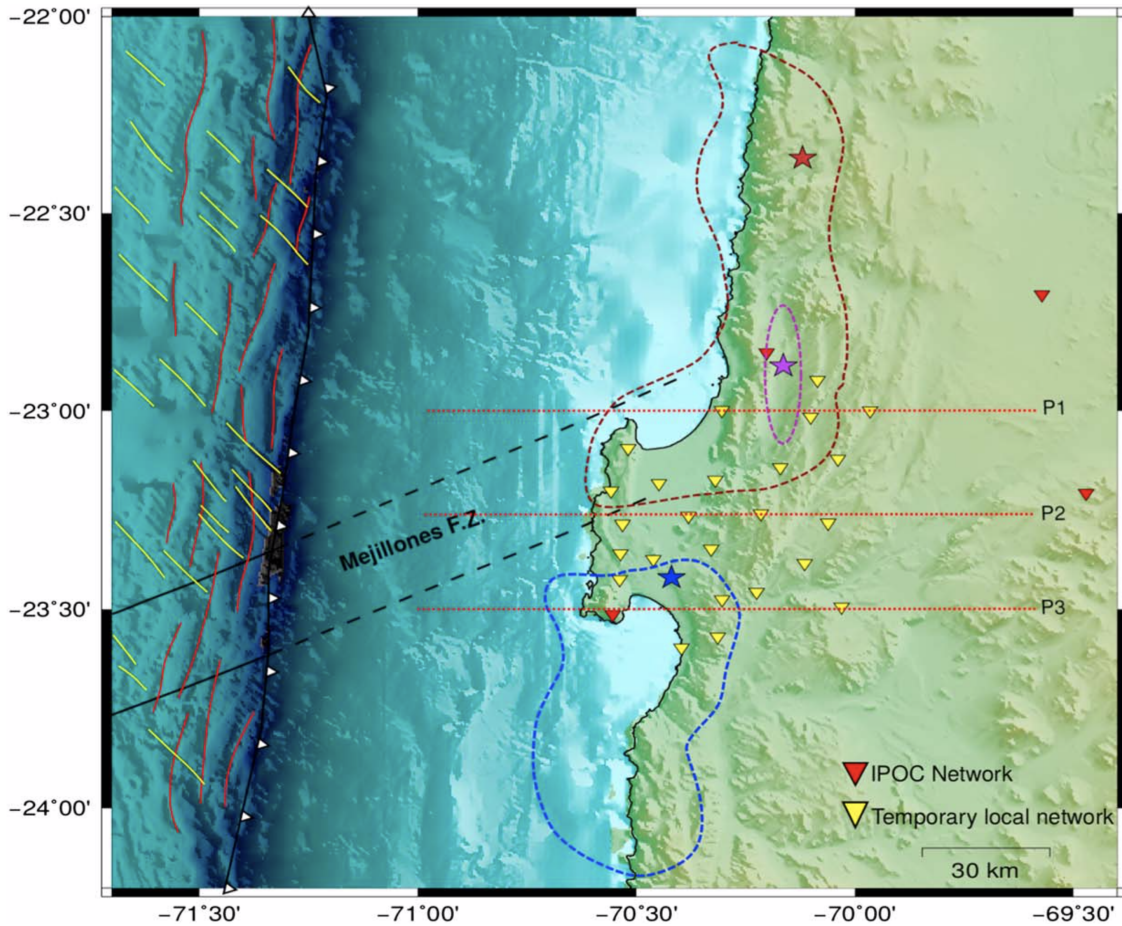 −22˚00'
−22˚30'
−23˚00'
−23˚30'
−24˚00'
P1
P2
P3
Mejillones F.Z.
IPOC Network
Temporary local network
30 km
−71˚30'
−71˚00'
−70˚30'
−70˚00'
−69˚30'